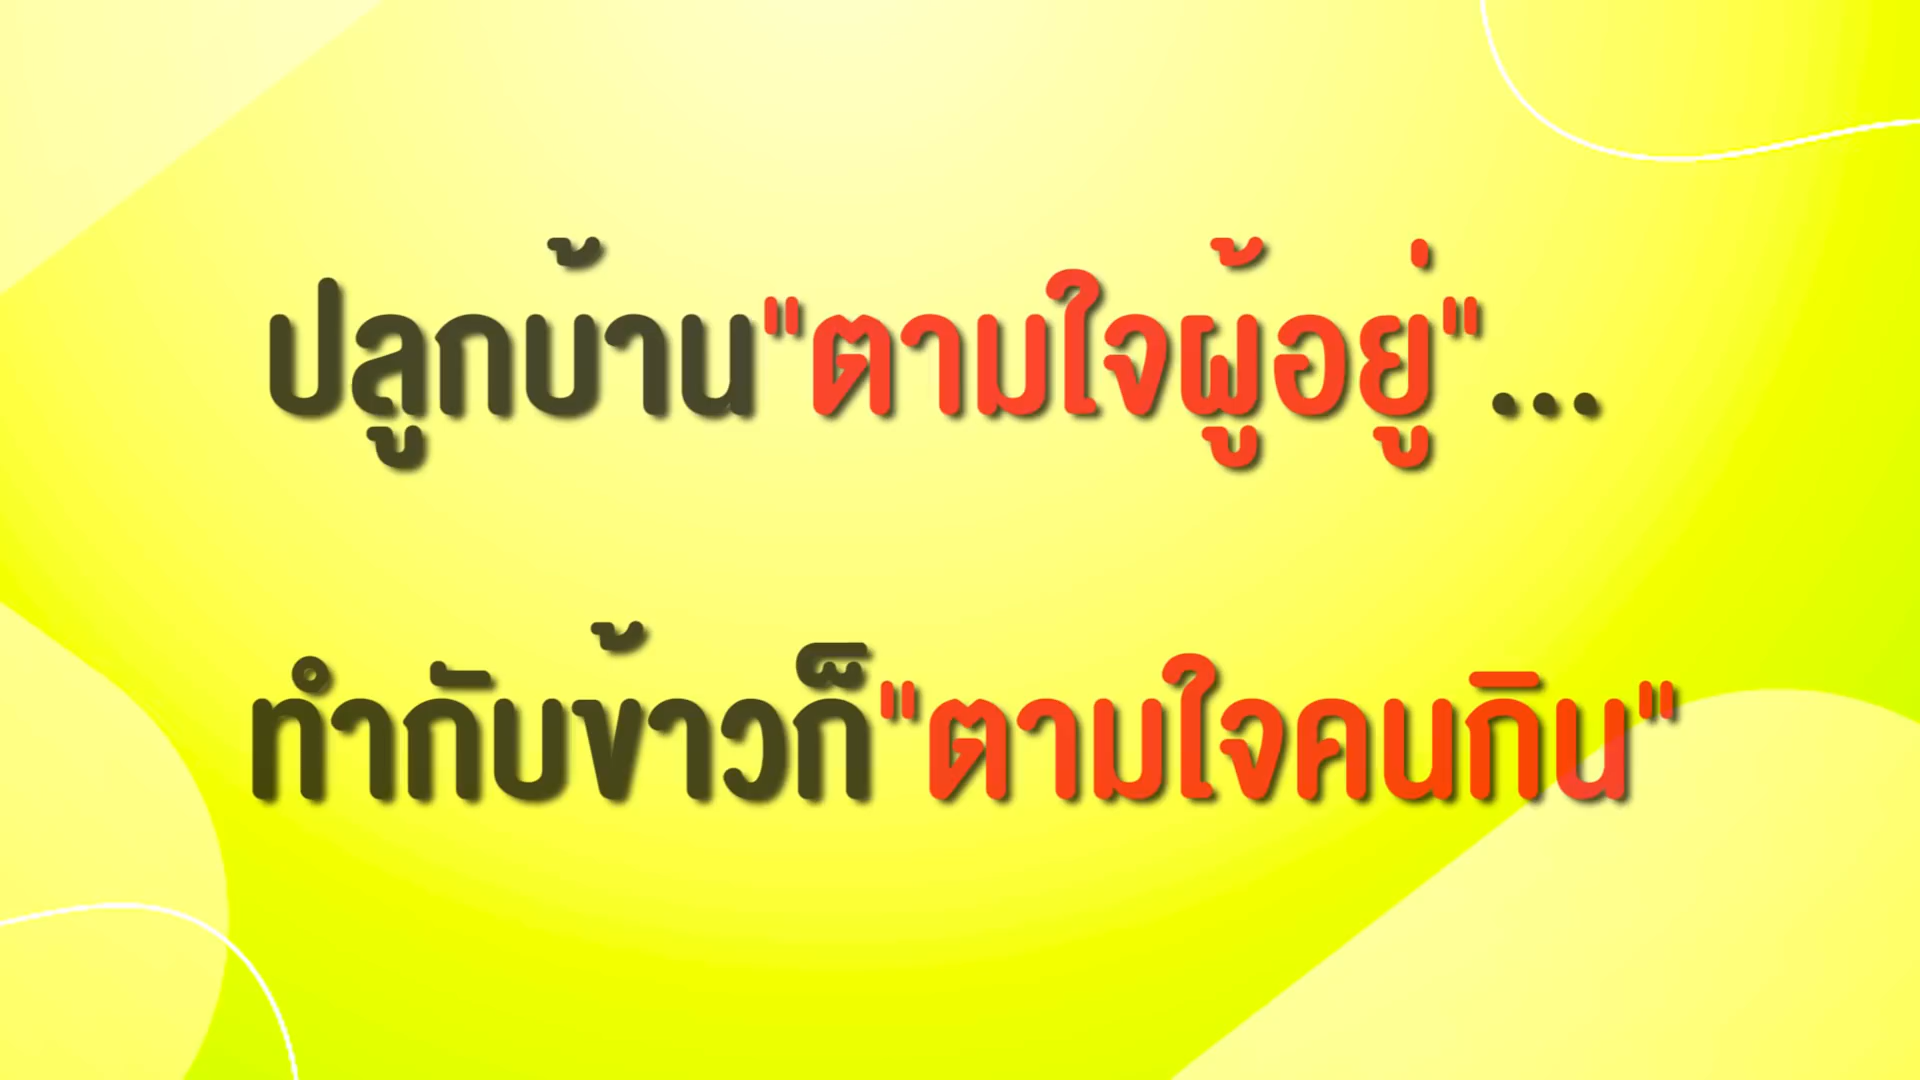 ปลูกบ้าน"ตามใจผู้อยู่"...
ทำกับข้าวก็"ตามใจคนกิน"